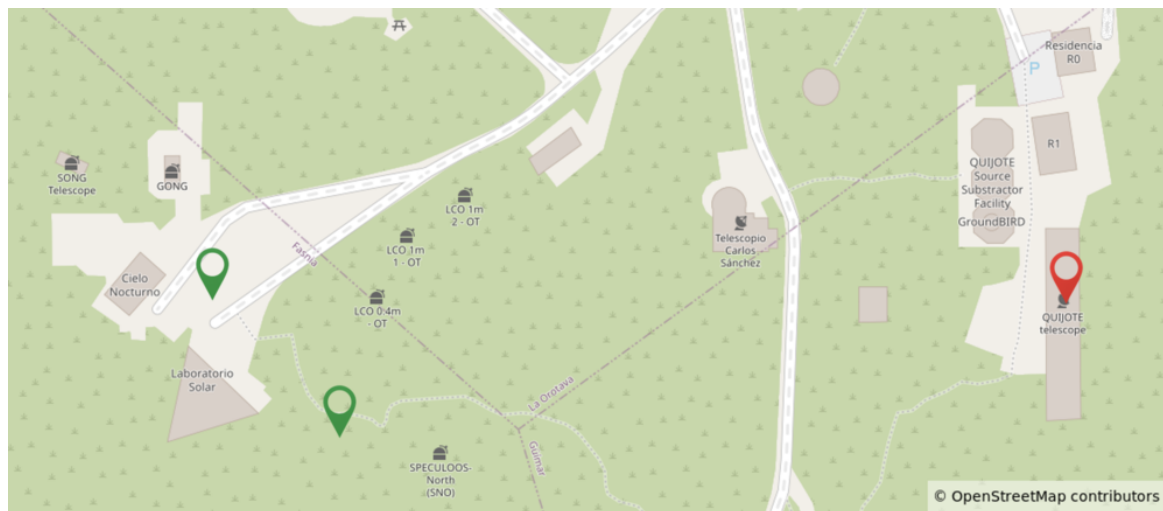 Residencia
R0
P
R1
SONG
Telescope
GONG
QUIJOTE
Source
Substractor
Facility
GroundBIRD
LCO 1m
2 - OT
LCO 1m
1 - OT
Telescopio
Carlos
Sánchez
Fasnia
Cielo
Nocturno
LCO 0.4m
- OT
QUIJOTE
telescope
Laboratorio
Solar
La Orotava
Güímar
SPECULOOS-
North
(SNO)
© OpenStreetMap contributors